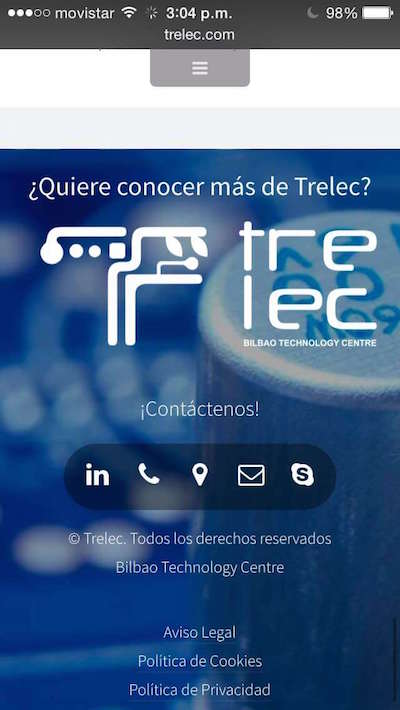 movistar 3:04 p.m. 98%
trelec.com
¿Quiere conocer más de Trelec?
tre
lec
BILBAO TECHNOLOGY CENTRE
¡Contáctenos!
in
© Trelec. Todos los derechos reservados
Bilbao Technology Centre
Aviso Legal
Politica de Cookies
Política de Privacidad